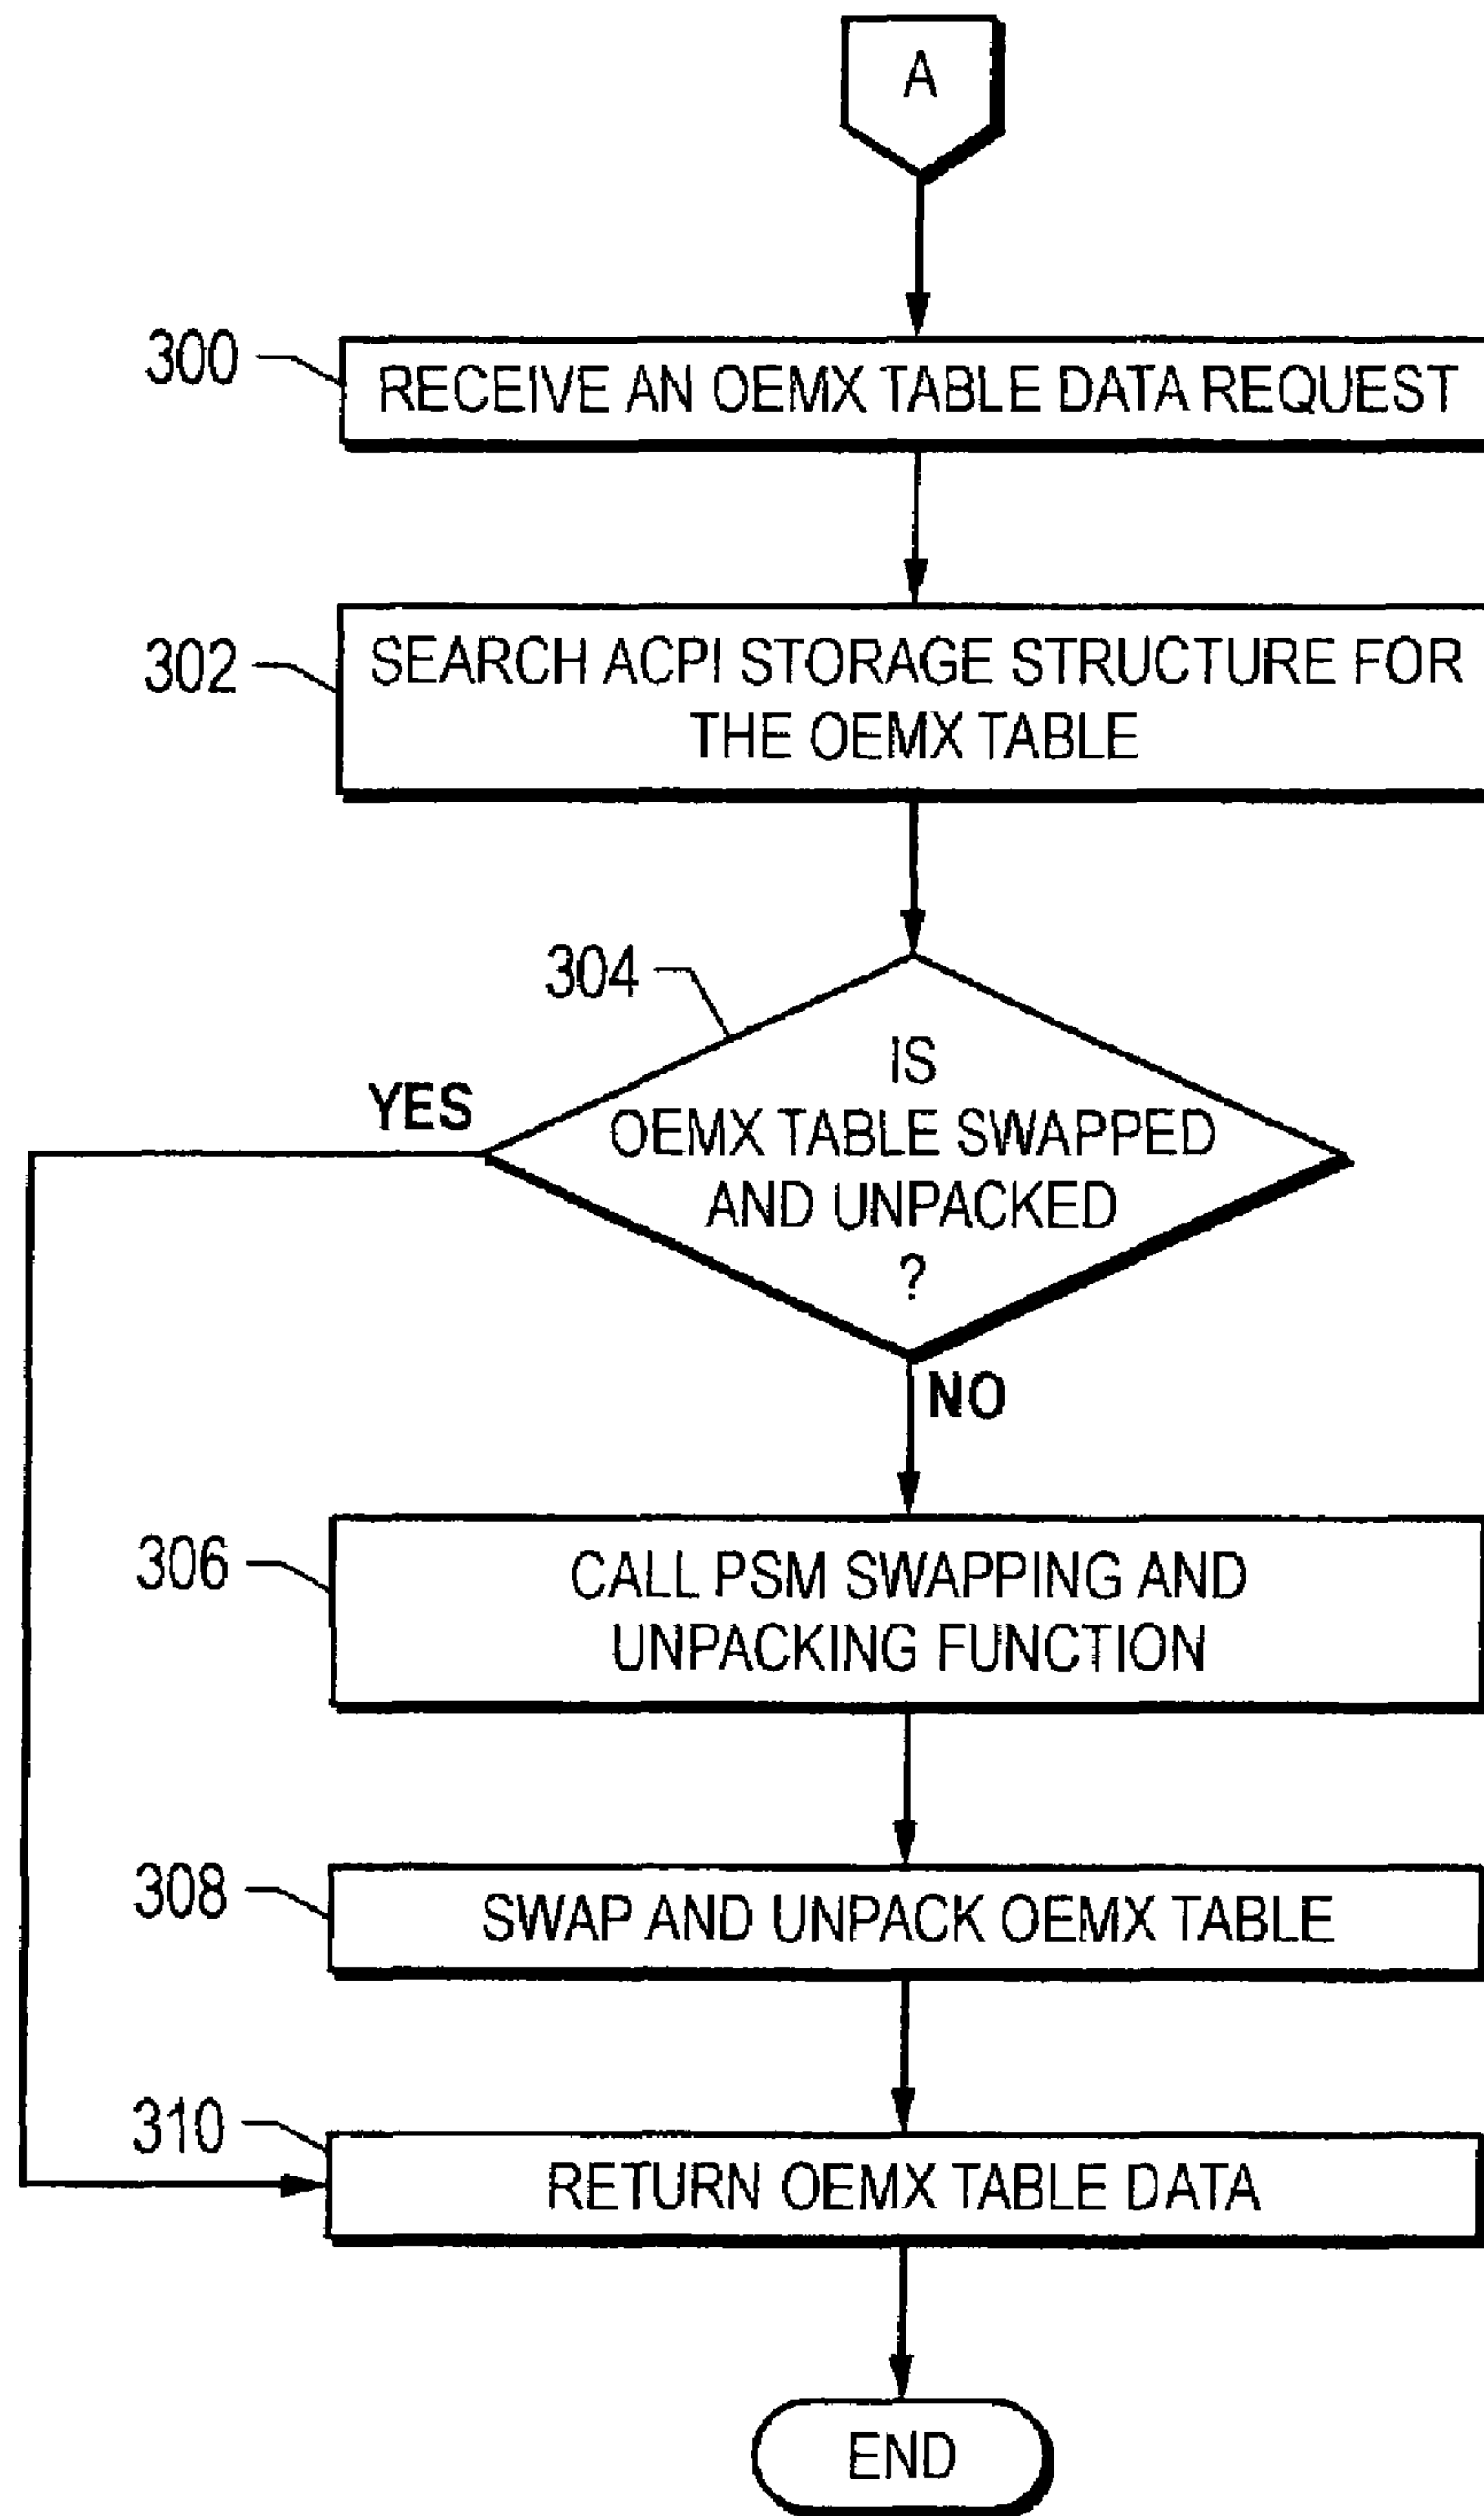 A
300
RECEIVE AN OEMX TABLE DATA REQUEST
302
SEARCH ACPI STORAGE STRUCTURE FOR
THE OEMX TABLE
304
IS
OEMX TABLE SWAPPED
AND UNPACKED
?
YES
NO
306
CALL PSM SWAPPING AND
UNPACKING FUNCTION
308
SWAP AND UNPACK OEMX TABLE
310
RETURN OEMX TABLE DATA
END